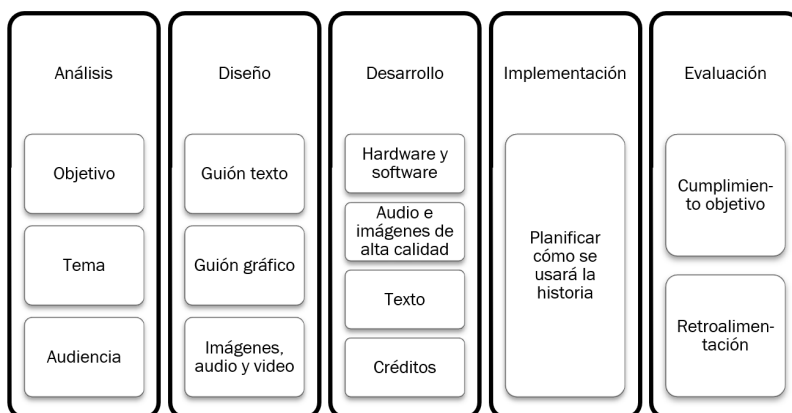 Análisis
Objetivo
Tema
Audiencia
Diseño
Guión texto
Guión gráfico
Imágenes,
audio y video
Desarrollo
Hardware y
software
Audio e
imágenes de
alta calidad
Texto
Créditos
Implementación
Planificar
cómo se
usará la
historia
Evaluación
Cumplimien-
to objetivo
Retroalimen-
tación